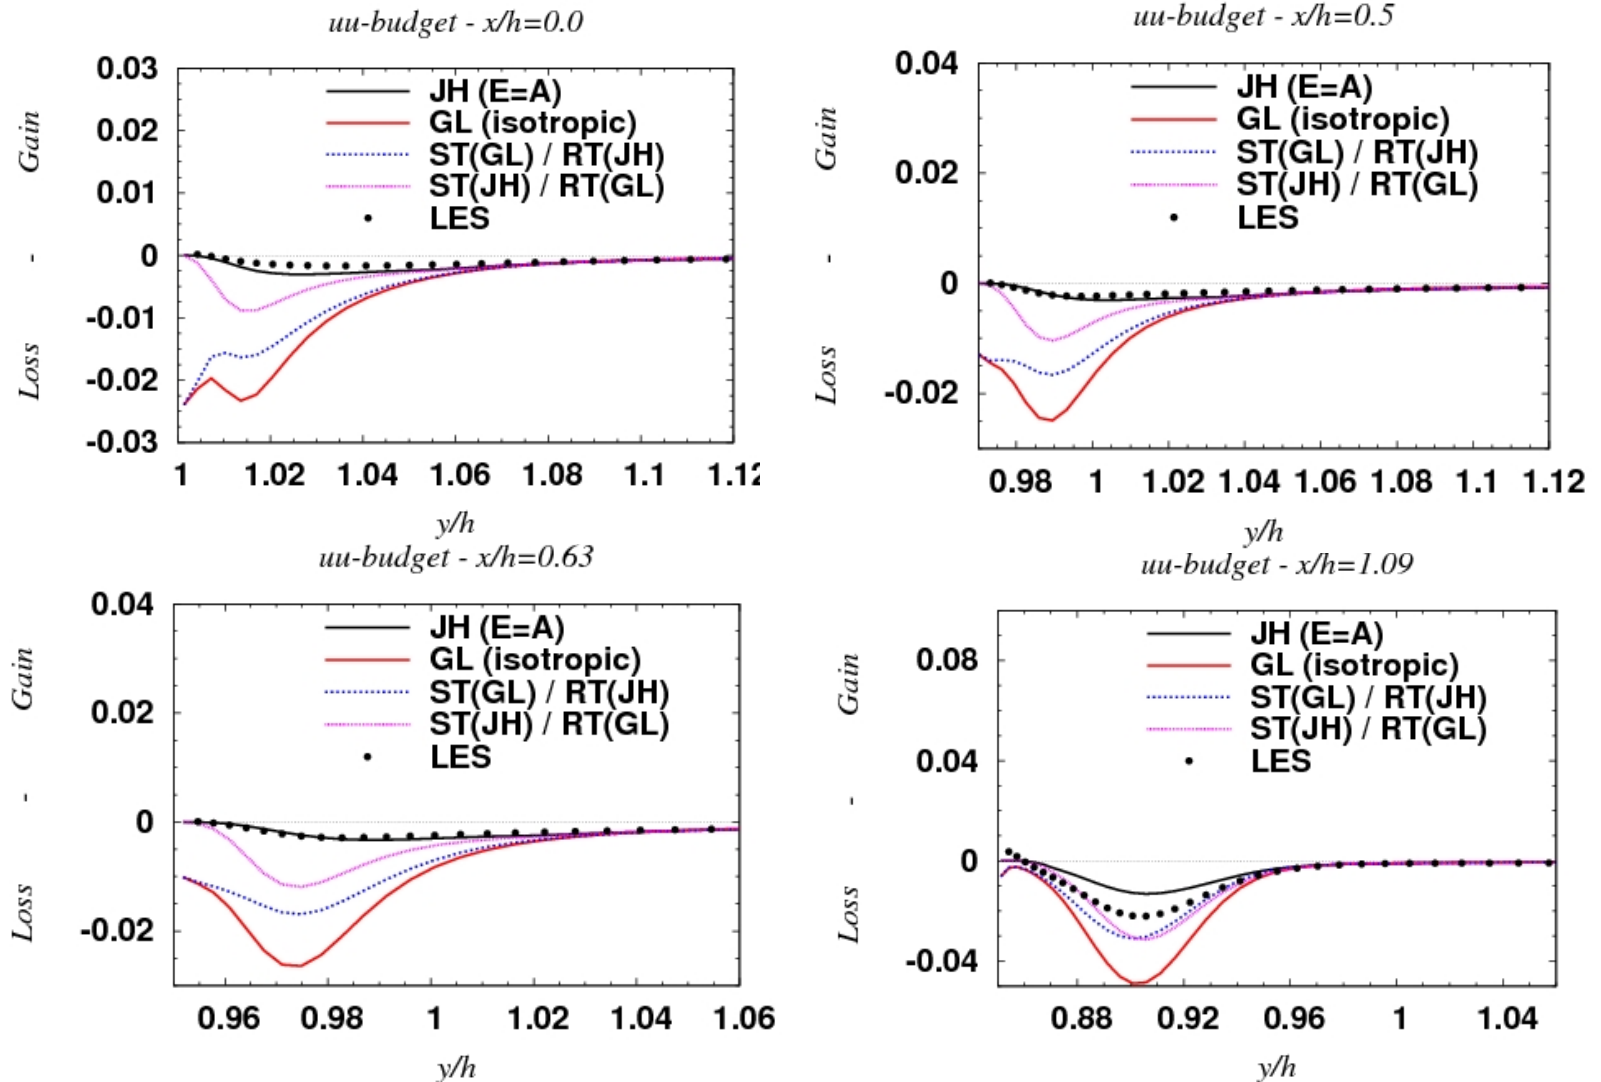 uu-budget - x/h=0.0
0.03
0.02
0.01
0
-0.01
-0.02
-0.03
Gain
-
Loss
JH (E=A)
GL (isotropic)
ST(GL) / RT(JH)
ST(JH) / RT(GL)
LES
1 1.02 1.04 1.06 1.08 1.1 1.12
y/h
uu-budget - x/h=0.5
0.04
0.02
0
-0.02
Gain
-
Loss
JH (E=A)
GL (isotropic)
ST(GL) / RT(JH)
ST(JH) / RT(GL)
LES
0.98 1 1.02 1.04 1.06 1.08 1.1 1.12
y/h
uu-budget - x/h=0.63
0.04
0.02
0
-0.02
Gain
-
Loss
JH (E=A)
GL (isotropic)
ST(GL) / RT(JH)
ST(JH) / RT(GL)
LES
0.96 0.98 1 1.02 1.04 1.06
y/h
uu-budget - x/h=1.09
0.08
0.04
0
-0.04
Gain
-
Loss
JH (E=A)
GL (isotropic)
ST(GL) / RT(JH)
ST(JH) / RT(GL)
LES
0.88 0.92 0.96 1 1.04
y/h